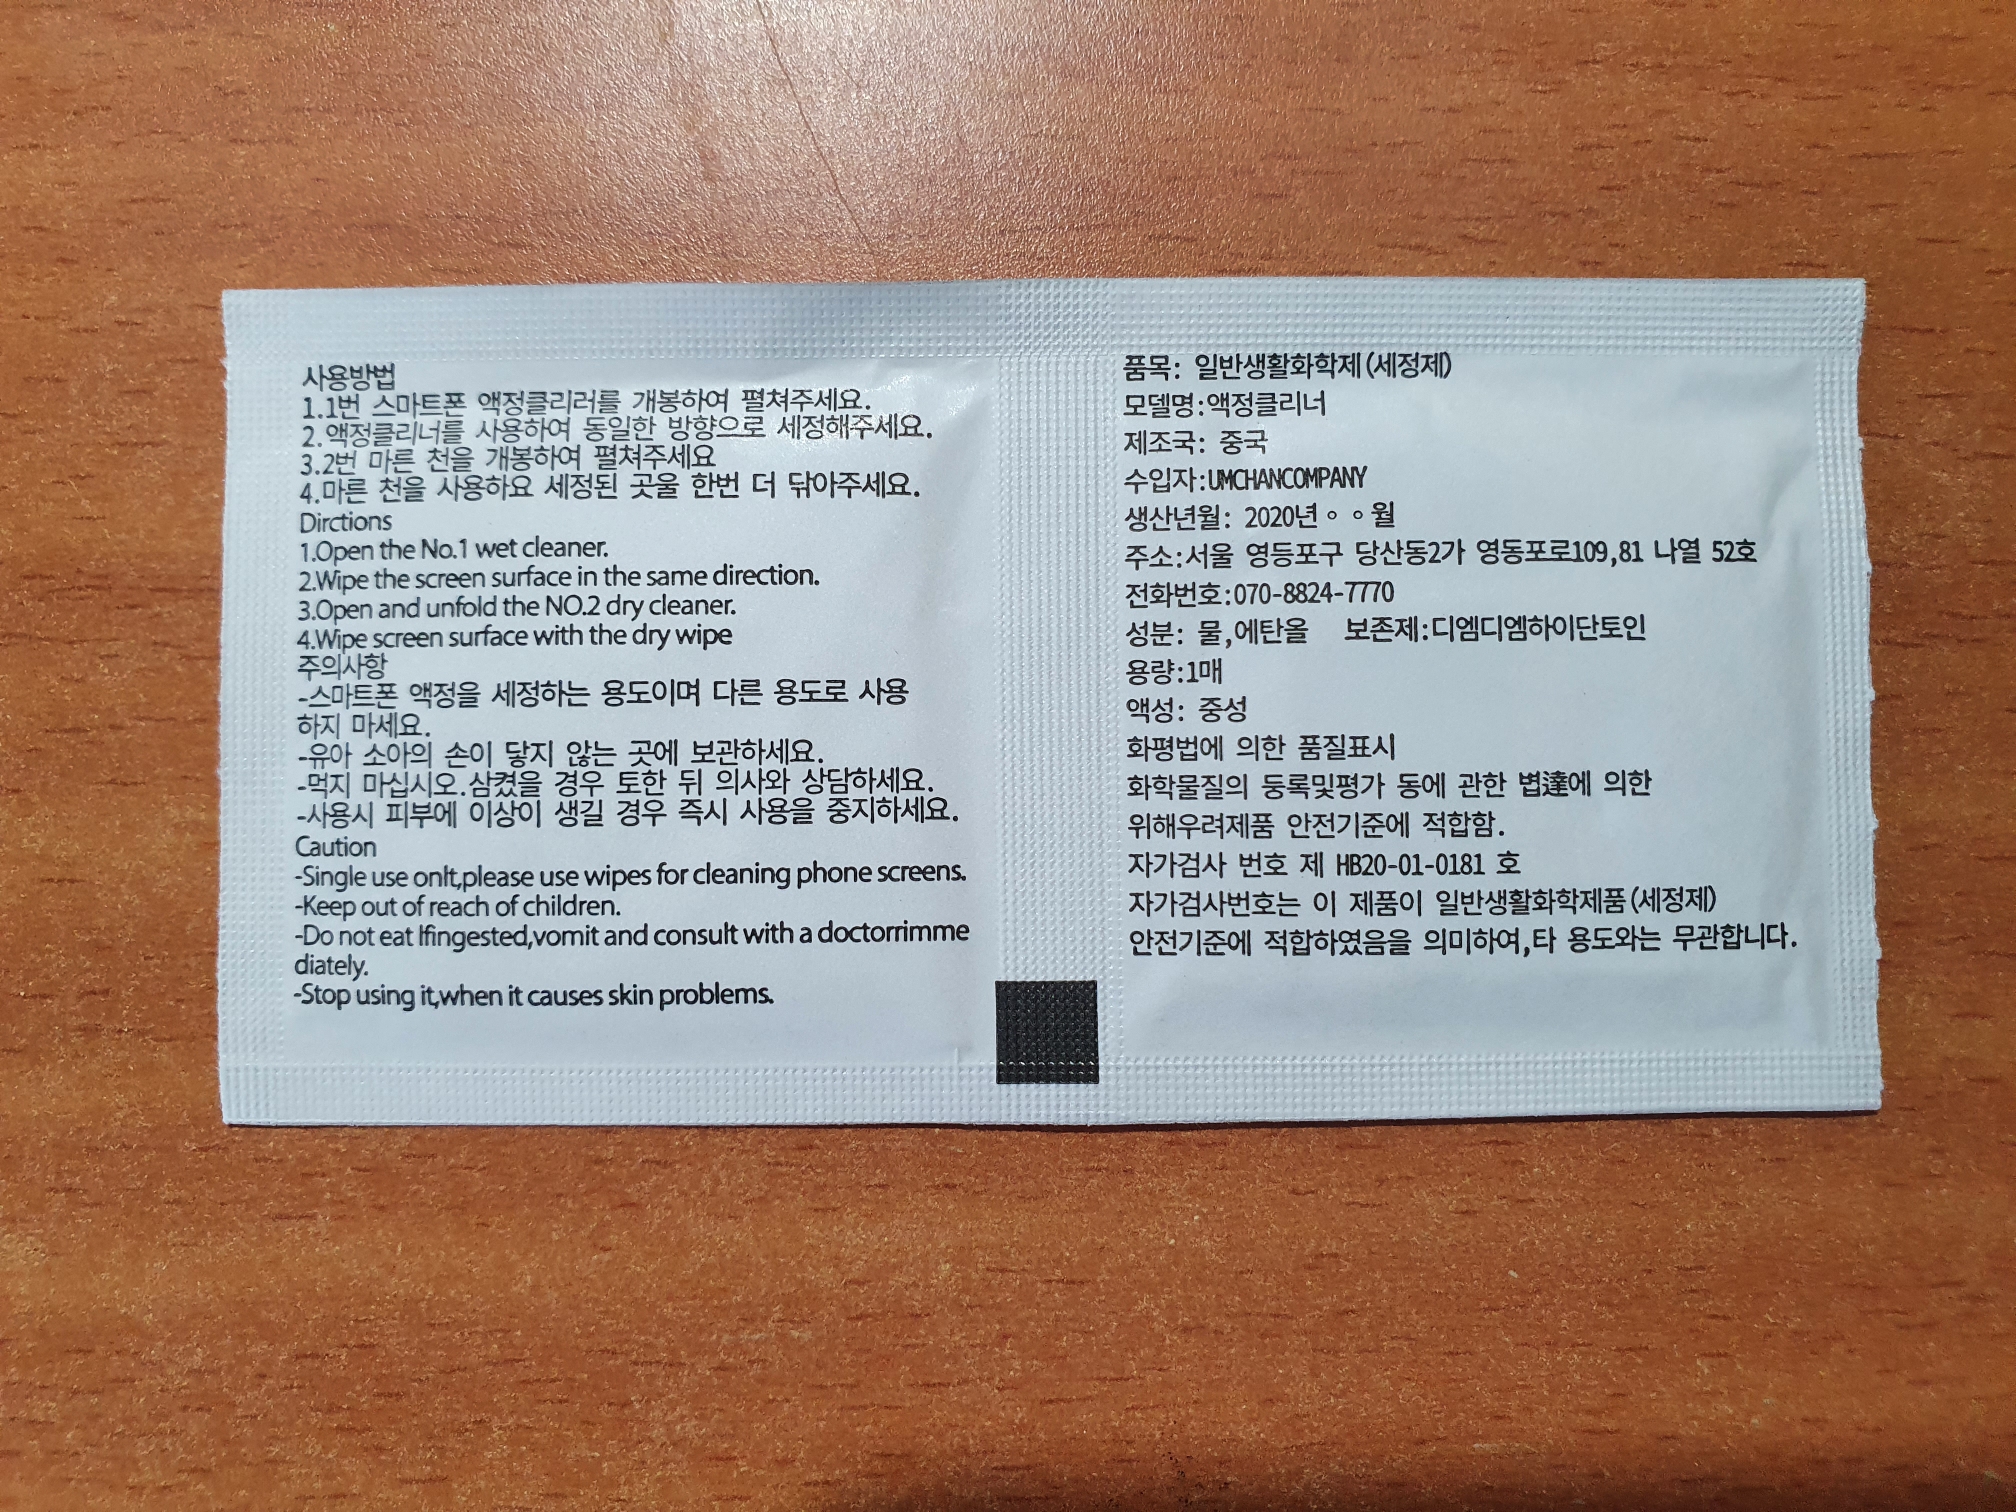 사용방법
1.1번 스마트폰 액정클리러를 개봉하여 펼쳐주세요.
2.액정클리너를 사용하여 동일한 방향으로 세정해주세요.
3.2번 마른 천을 개봉하여 펼쳐주세요
4.마른 천을 사용하요 세정된 곳울 한번 더 닦아주세요.
Dirctions
1.Open the No.1 wet cleaner.
2.Wipe the screen surface in the same direction.
3.Open and unfold the NO.2 dry cleaner.
4.Wipe screen surface with the dry wipe
주의사항
-스마트폰 액정을 세정하는 용도이며 다른 용도로 사용
하지 마세요.
-유아 소아의 손이 닿지 않는 곳에 보관하세요.
-먹지 마십시오.삼켰을 경우 토한 뒤 의사와 상담하세요.
-사용시 피부에 이상이 생길 경우 즉시 사용을 중지하세요.
Caution
-Single use onlt,please use wipes for cleaning phone screens.
-Keep out of reach of children.
-Do not eat lfingested,vomit and consult with a doctorrimme
diately.
-Stop using it,when it causes skin problems.
품목: 일반생활화학제(세정제)
모델명:액정클리너
제조국: 중국
수입자:UMCHANCOMPANY
생산년월: 2020년∘∘월
주소:서울 영등포구 당산동2가 영동포로109,81 나열 52호
전화번호:070-8824-7770
성분: 물,에탄올 보존제:디엠디엠하이단토인
용량:1매
액성: 중성
화평법에 의한 품질표시
화학물질의 둥록및평가 동에 관한 볍達에 의한
위해우려제품 안전기준에 적합함.
자가검사 번호 제 HB20-01-0181 호
자가검사번호는 이 제품이 일반생활화학제품(세정제)
안전기준에 적합하였음을 의미하여,타 용도와는 무관합니다.